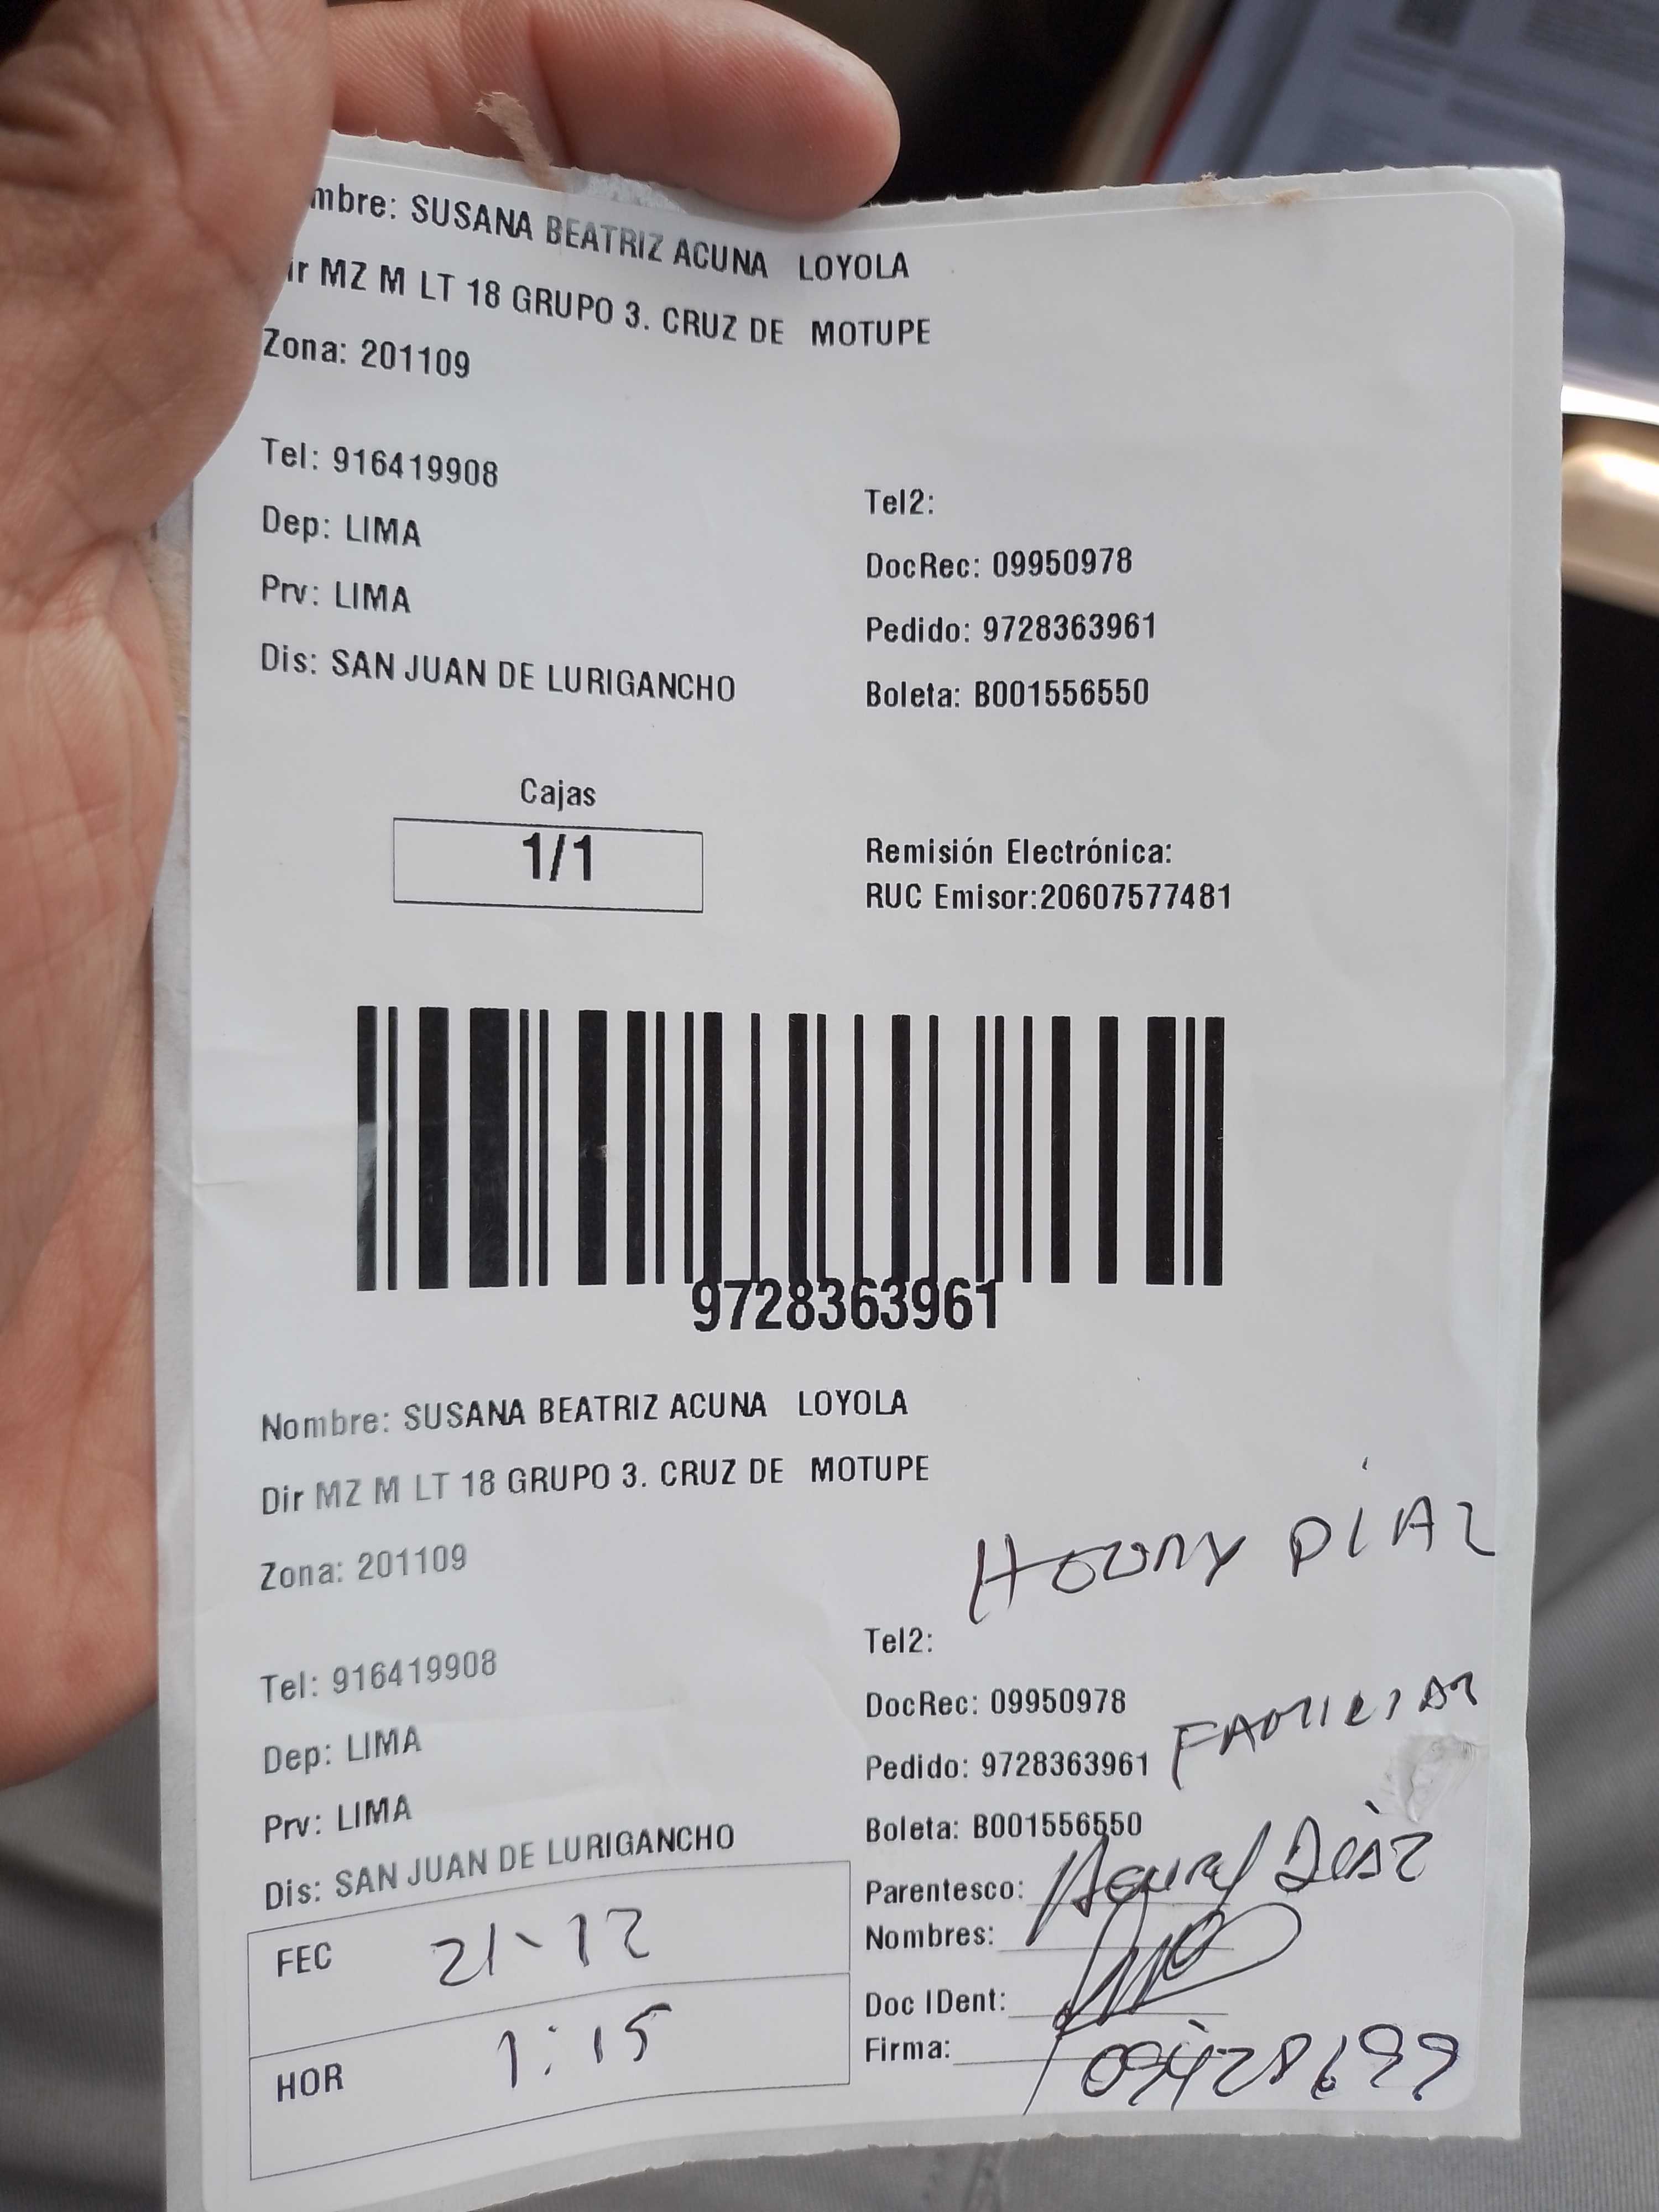 mbre: SUSANA BEATRIZ ACUNA LOYOLA
ir MZ M LT 18 GRUPO 3. CRUZ DE MOTUPE
Zona: 201109
Tel: 916419908
Tel2:
Dep: LIMA
DocRec: 09950978
Prv: LIMA
Pedido: 9728363961
Dis: SAN JUAN DE LURIGANCHO
Boleta: B001556550
Cajas
1/1
Remisión Electrónica:
RUC Emisor:20607577481
9728363961
Nombre: SUSANA BEATRIZ ACUNA LOYOLA
Dir MZ M LT 18 GRUPO 3. CRUZ DE MOTUPE
DIAZ
Zona: 201109
Tel2:
Tel: 916419908
DocRec: 09950978
FAMILIAR
Dep: LIMA
Pedido: 9728363961
Prv: LIMA
Boleta: B001556550
Dis: SAN JUAN DE LURIGANCHO
Parentesco: Díaz
Nombres:
FEC 21-12
Doc IDent:
Firma:
HOR 1:15